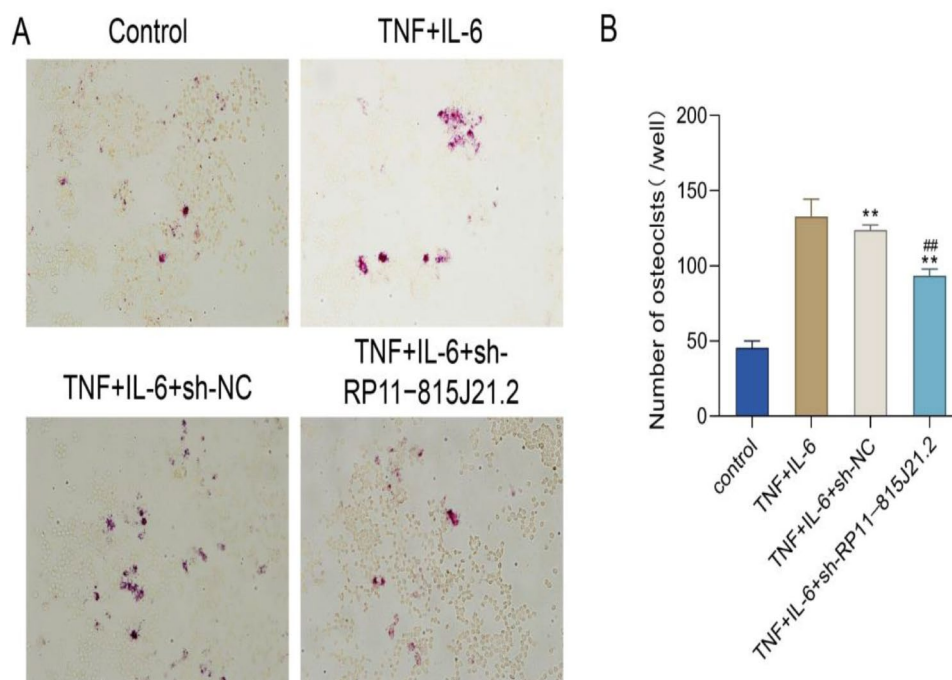 A
Control
TNF+IL-6
TNF+IL-6+sh-NC
TNF+IL-6+sh-
RP11-815J21.2
B
Number of osteoclsts( /well)
200
150
100
50
0
**
##
**
control
TNF+IL-6
TNF+IL-6+sh-NC
TNF+IL-6+sh-RP11-815J21.2